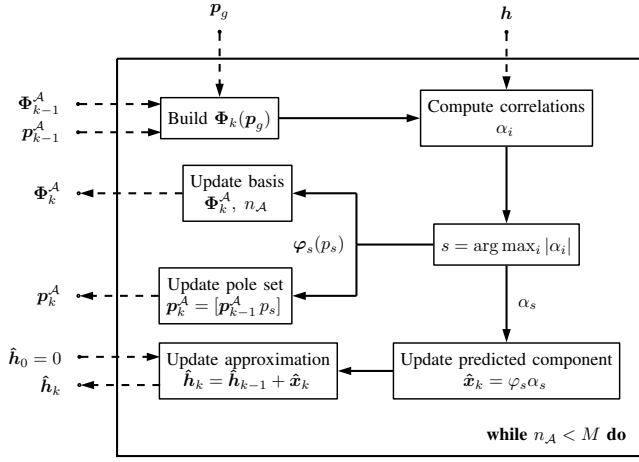 𝒑_g
𝒉
𝚽^𝒜_{k-1}
𝒑^𝒜_{k-1}
Build 𝚽_k(𝒑_g)
Compute correlations
α_i
Update basis
𝚽^𝒜_k, n_𝒜
𝚽^𝒜_k
𝝋_s(p_s)
s = arg max_i |α_i|
Update pole set
𝒑^𝒜_k = [𝒑^𝒜_{k-1} p_s]
𝒑^𝒜_k
α_s
ĥ_0 = 0
ĥ_k
Update approximation
ĥ_k = ĥ_{k-1} + x̂_k
Update predicted component
x̂_k = φ_s α_s
while n_𝒜 < M do